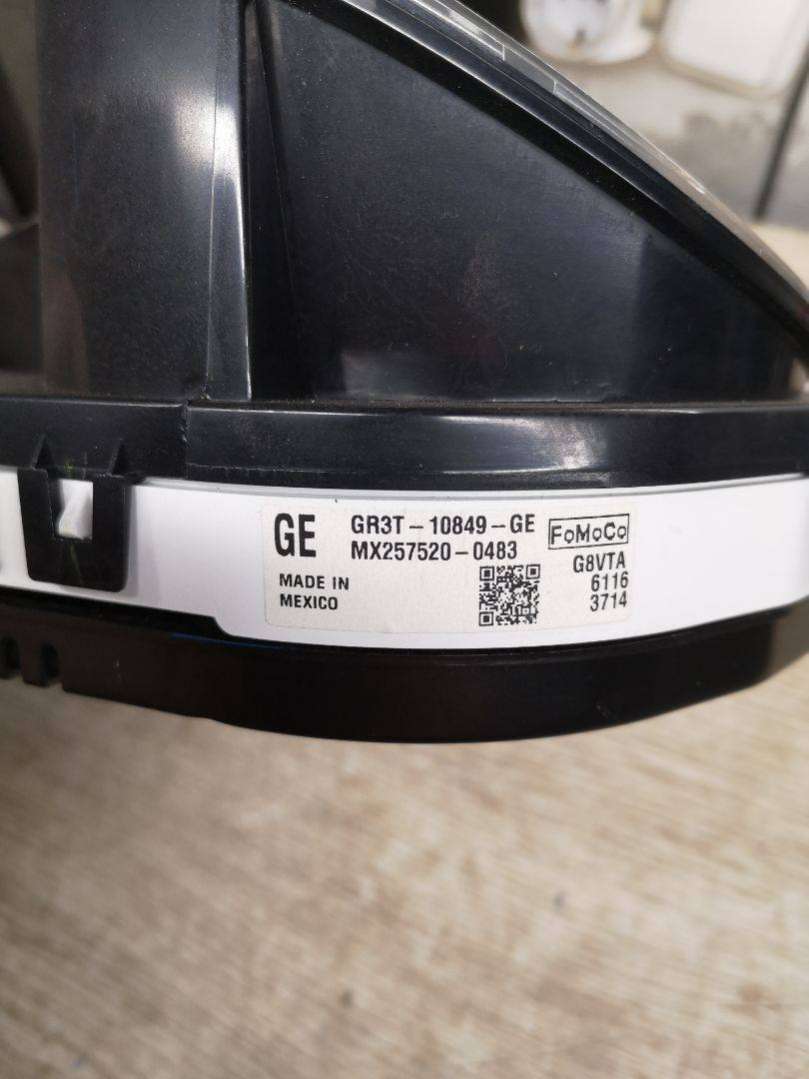 GE
GR3T-10849-GE
MX257520-0483
FoMoCo
G8VTA
MADE IN
MEXICO
6116
3714